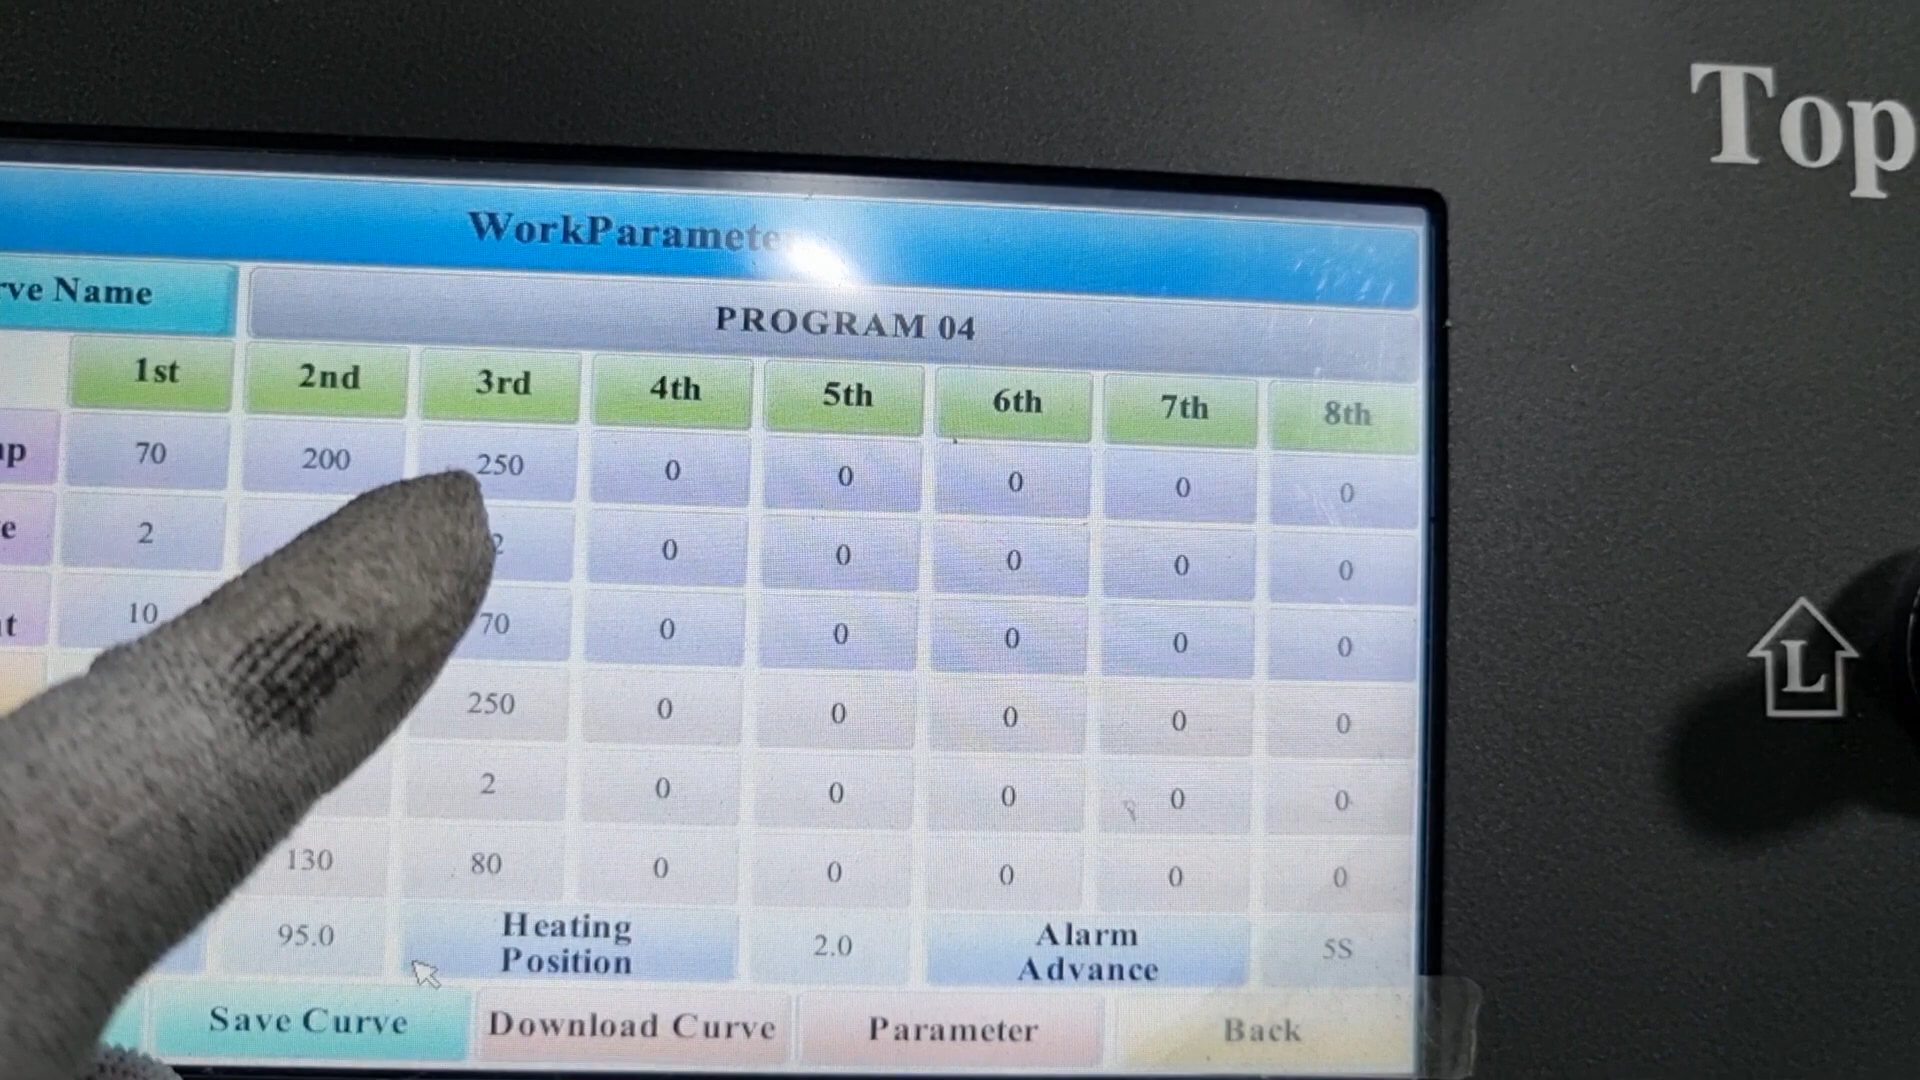 Top
WorkParamete
rve Name PROGRAM 04
1st 2nd 3rd 4th 5th 6th 7th 8th
70 200 250 0 0 0 0 0
2 2 0 0 0 0 0
10 70 0 0 0 0 0
250 0 0 0 0 0
2 0 0 0 0 0
130 80 0 0 0 0 0
95.0 Heating Position 2.0 Alarm Advance 5S
Save Curve Download Curve Parameter Back
L